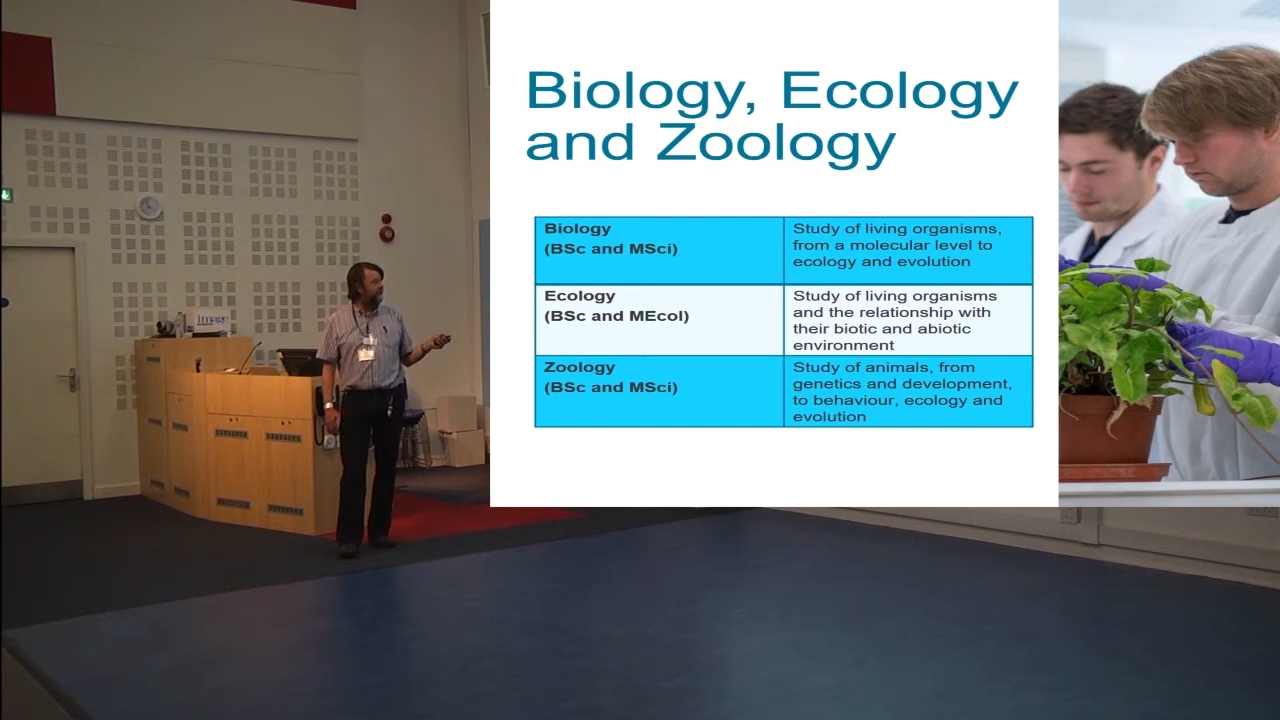 Biology, Ecology
and Zoology
Biology
(BSc and MSci)
Study of living organisms,
from a molecular level to
ecology and evolution
Ecology
(BSc and MEcol)
Study of living organisms
and the relationship with
their biotic and abiotic
environment
Zoology
(BSc and MSci)
Study of animals, from
genetics and development,
to behaviour, ecology and
evolution
image